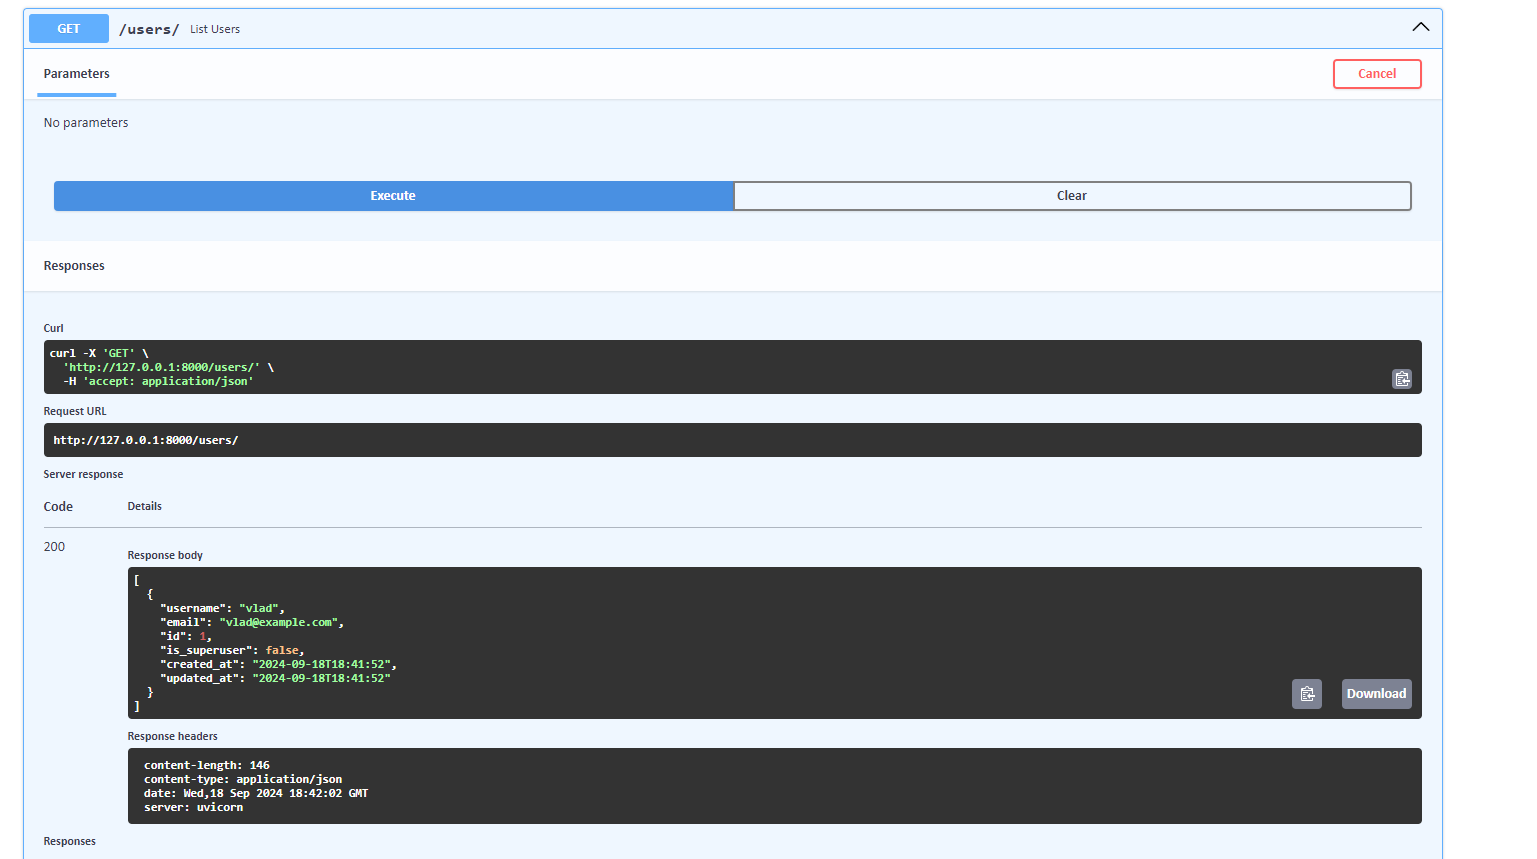 GET /users/ List Users
Parameters
Cancel
No parameters
Execute
Clear
Responses
Curl
curl -X 'GET' \
  'http://127.0.0.1:8000/users/' \
  -H 'accept: application/json'
Request URL
http://127.0.0.1:8000/users/
Server response
Code Details
200
Response body
[
  {
    "username": "vlad",
    "email": "vlad@example.com",
    "id": 1,
    "is_superuser": false,
    "created_at": "2024-09-18T18:41:52",
    "updated_at": "2024-09-18T18:41:52"
  }
]
Download
Response headers
content-length: 146
content-type: application/json
date: Wed,18 Sep 2024 18:42:02 GMT
server: uvicorn
Responses